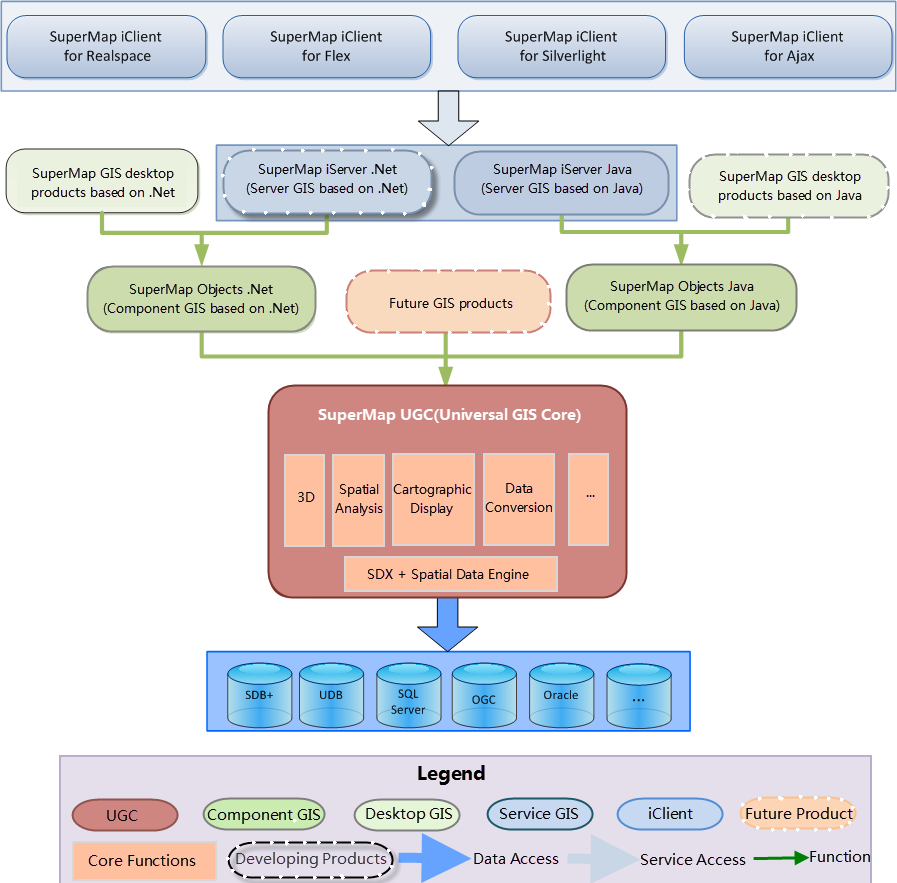 SuperMap iClient
for Realspace
SuperMap iClient
for Flex
SuperMap iClient
for Silverlight
SuperMap iClient
for Ajax
SuperMap GIS desktop
products based on .Net
SuperMap iServer .Net
(Server GIS based on .Net)
SuperMap iServer Java
(Server GIS based on Java)
SuperMap GIS desktop
products based on Java
SuperMap Objects .Net
(Component GIS based on .Net)
Future GIS products
SuperMap Objects Java
(Component GIS based on Java)
SuperMap UGC(Universal GIS Core)
3D
Spatial
Analysis
Cartographic
Display
Data
Conversion
...
SDX + Spatial Data Engine
SDB+
UDB
SQL
Server
OGC
Oracle
...
Legend
UGC
Component GIS
Desktop GIS
Service GIS
iClient
Future Product
Core Functions
Developing Products
Data Access
Service Access
Function